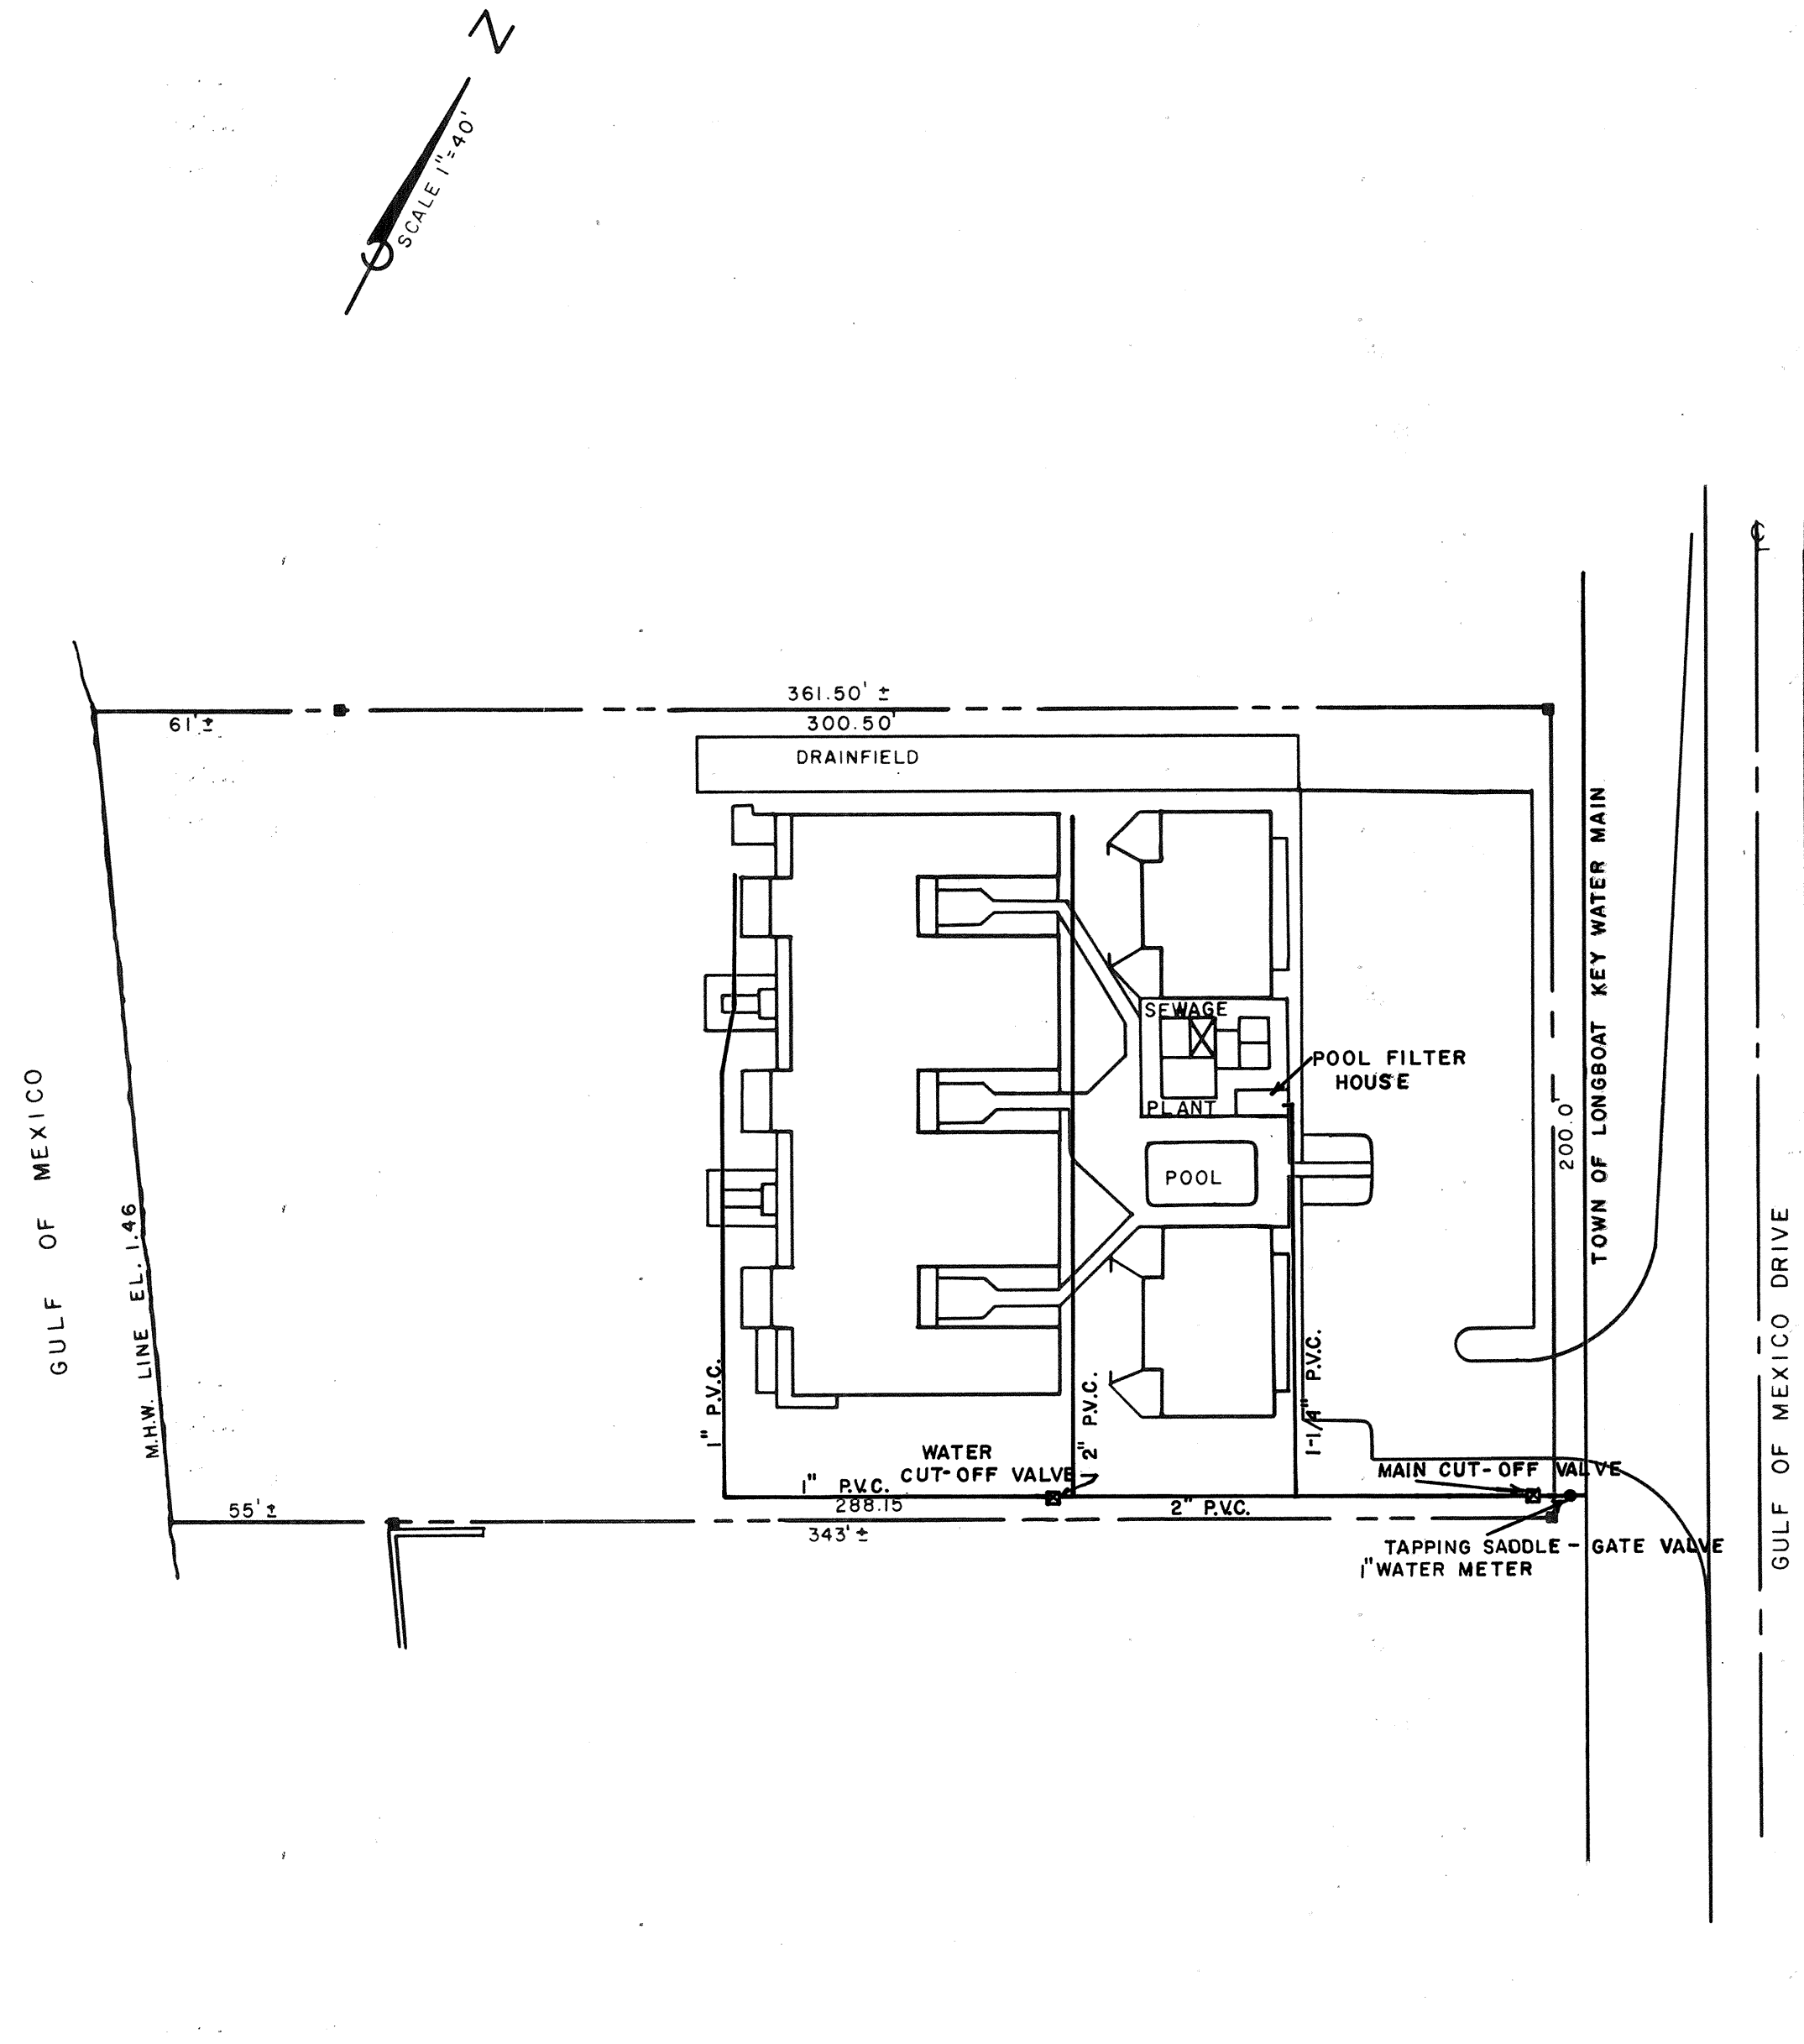 N
SCALE 1"=40'
361.50' ±
61' ±
300.50'
DRAINFIELD
TOWN OF LONGBOAT KEY WATER MAIN
SEWAGE
PLANT
POOL FILTER
HOUSE
200.0'
POOL
GULF OF MEXICO
M.H.W. LINE EL. 1.46
GULF OF MEXICO DRIVE
1" P.V.C.
2" P.V.C.
1-1/4" P.V.C.
WATER
CUT-OFF VALVE
MAIN CUT-OFF VALVE
1" P.V.C.
288.15'
2" P.V.C.
55' ±
343' ±
TAPPING SADDLE - GATE VALVE
1" WATER METER